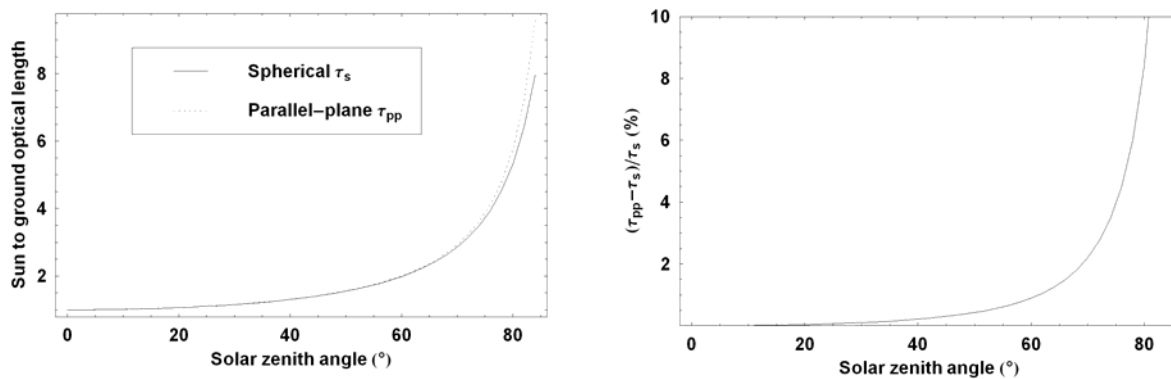 Sun to ground optical length
8
6
4
2
Spherical τs
Parallel–plane τpp
0 20 40 60 80
Solar zenith angle (°)
(τpp–τs)/τs (%)
10
8
6
4
2
0 20 40 60 80
Solar zenith angle (°)